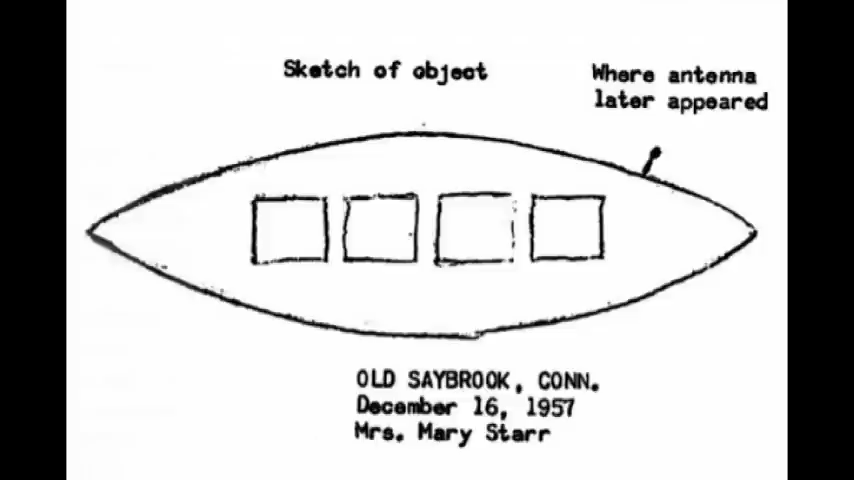 Sketch of object
Where antenna
later appeared
OLD SAYBROOK, CONN.
December 16, 1957
Mrs. Mary Starr